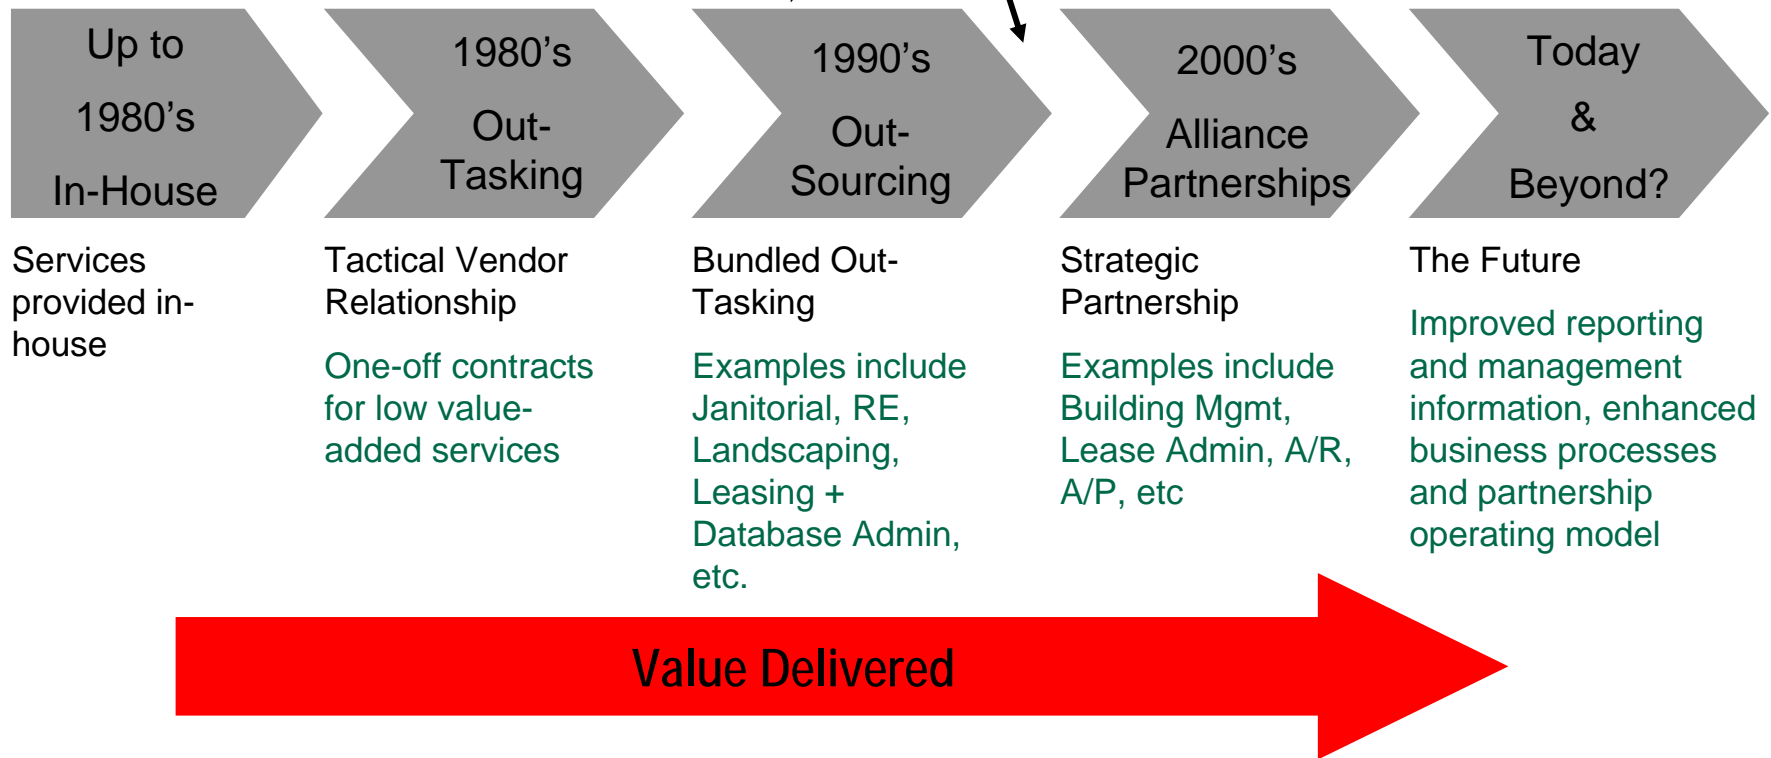 Up to
1980’s
In-House
1980’s
Out-
Tasking
1990’s
Out-
Sourcing
2000’s
Alliance
Partnerships
Today
&
Beyond?
Services
provided in-
house
Tactical Vendor
Relationship
One-off contracts
for low value-
added services
Bundled Out-
Tasking
Examples include
Janitorial, RE,
Landscaping,
Leasing +
Database Admin,
etc.
Strategic
Partnership
Examples include
Building Mgmt,
Lease Admin, A/R,
A/P, etc
The Future
Improved reporting
and management
information, enhanced
business processes
and partnership
operating model
Value Delivered